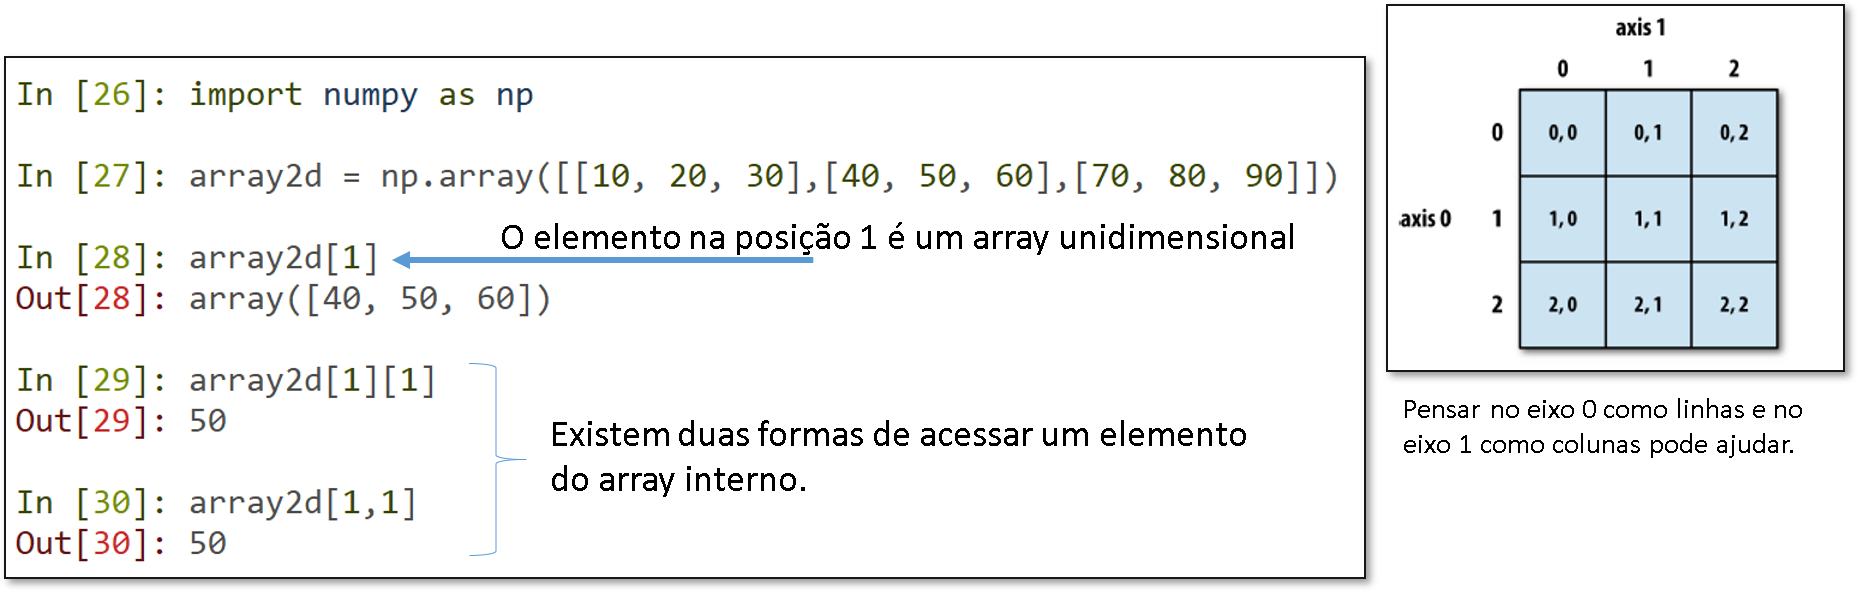 In [26]: import numpy as np
In [27]: array2d = np.array([[10, 20, 30],[40, 50, 60],[70, 80, 90]])
O elemento na posição 1 é um array unidimensional
In [28]: array2d[1]
Out[28]: array([40, 50, 60])
In [29]: array2d[1][1]
Out[29]: 50
Existem duas formas de acessar um elemento
do array interno.
In [30]: array2d[1,1]
Out[30]: 50
axis 1
0 1 2
0 0, 0 0, 1 0, 2
axis 0 1 1, 0 1, 1 1, 2
2 2, 0 2, 1 2, 2
Pensar no eixo 0 como linhas e no
eixo 1 como colunas pode ajudar.